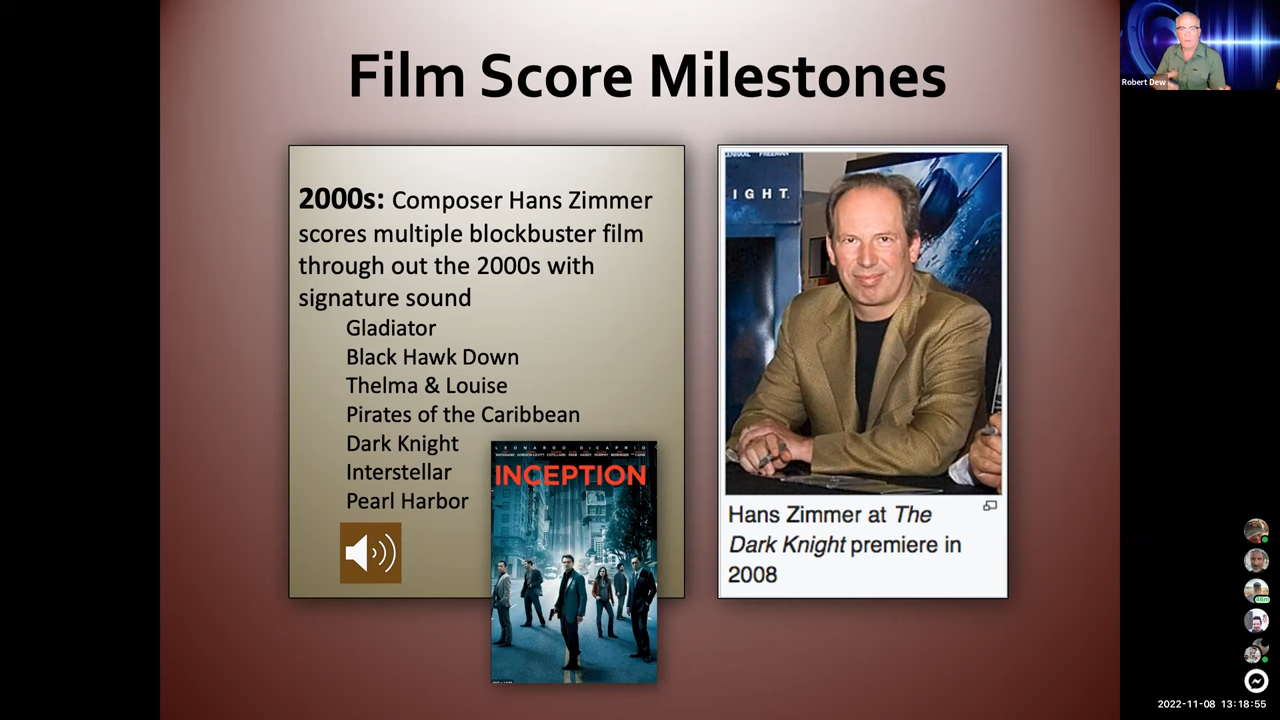 Film Score Milestones
2000s: Composer Hans Zimmer
scores multiple blockbuster film
through out the 2000s with
signature sound
Gladiator
Black Hawk Down
Thelma & Louise
Pirates of the Caribbean
Dark Knight
Interstellar
Pearl Harbor
LEONARDO DiCAPRIO
INCEPTION
IGHT
Hans Zimmer at The
Dark Knight premiere in
2008
Robert Dew
2022-11-08 13:18:55